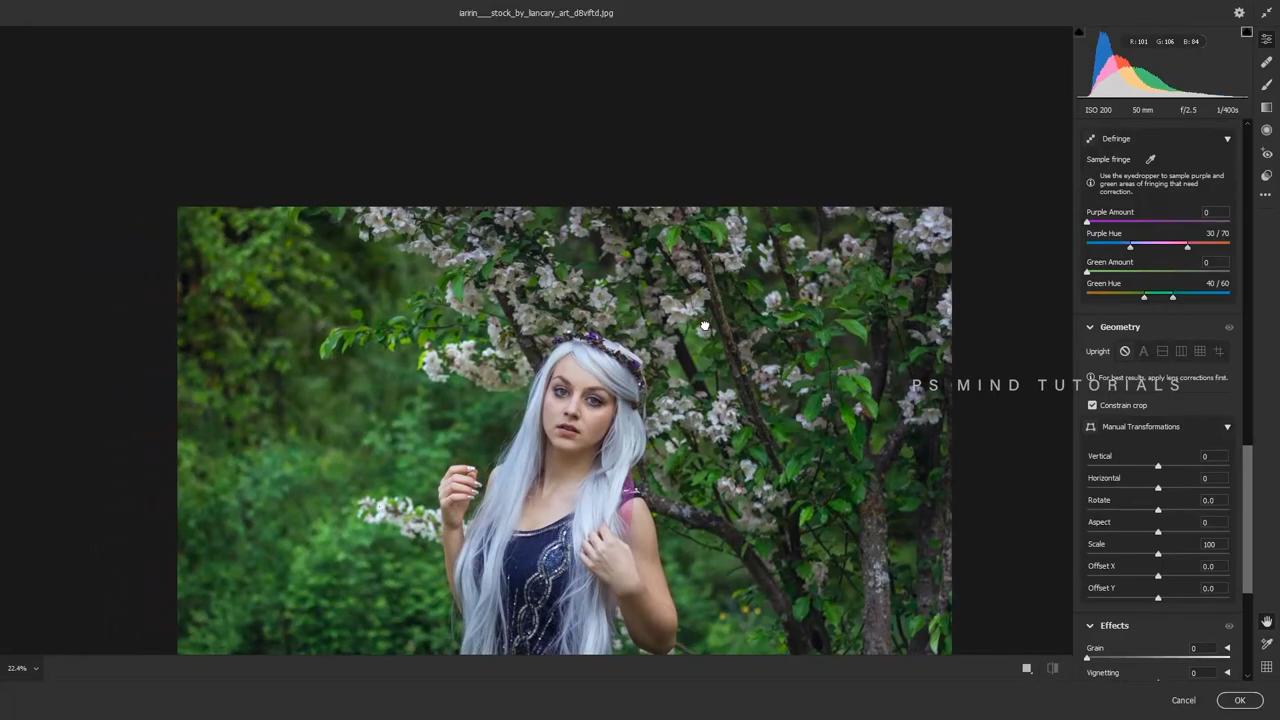 iaririn___stock_by_liancary_art_d8viftd.jpg
R: 101 G: 106 B: 84
ISO 200 50 mm f/2.5 1/400s
Defringe
Sample fringe
Use the eyedropper to sample purple and
green areas of fringing that need
correction.
Purple Amount 0
Purple Hue 30 / 70
Green Amount 0
Green Hue 40 / 60
Geometry
Upright A
For best results, apply lens corrections first.
PS MIND TUTORIALS
Constrain crop
Manual Transformations
Vertical 0
Horizontal 0
Rotate 0.0
Aspect 0
Scale 100
Offset X 0.0
Offset Y 0.0
Effects
Grain 0
22.4%
Vignetting 0
Cancel OK